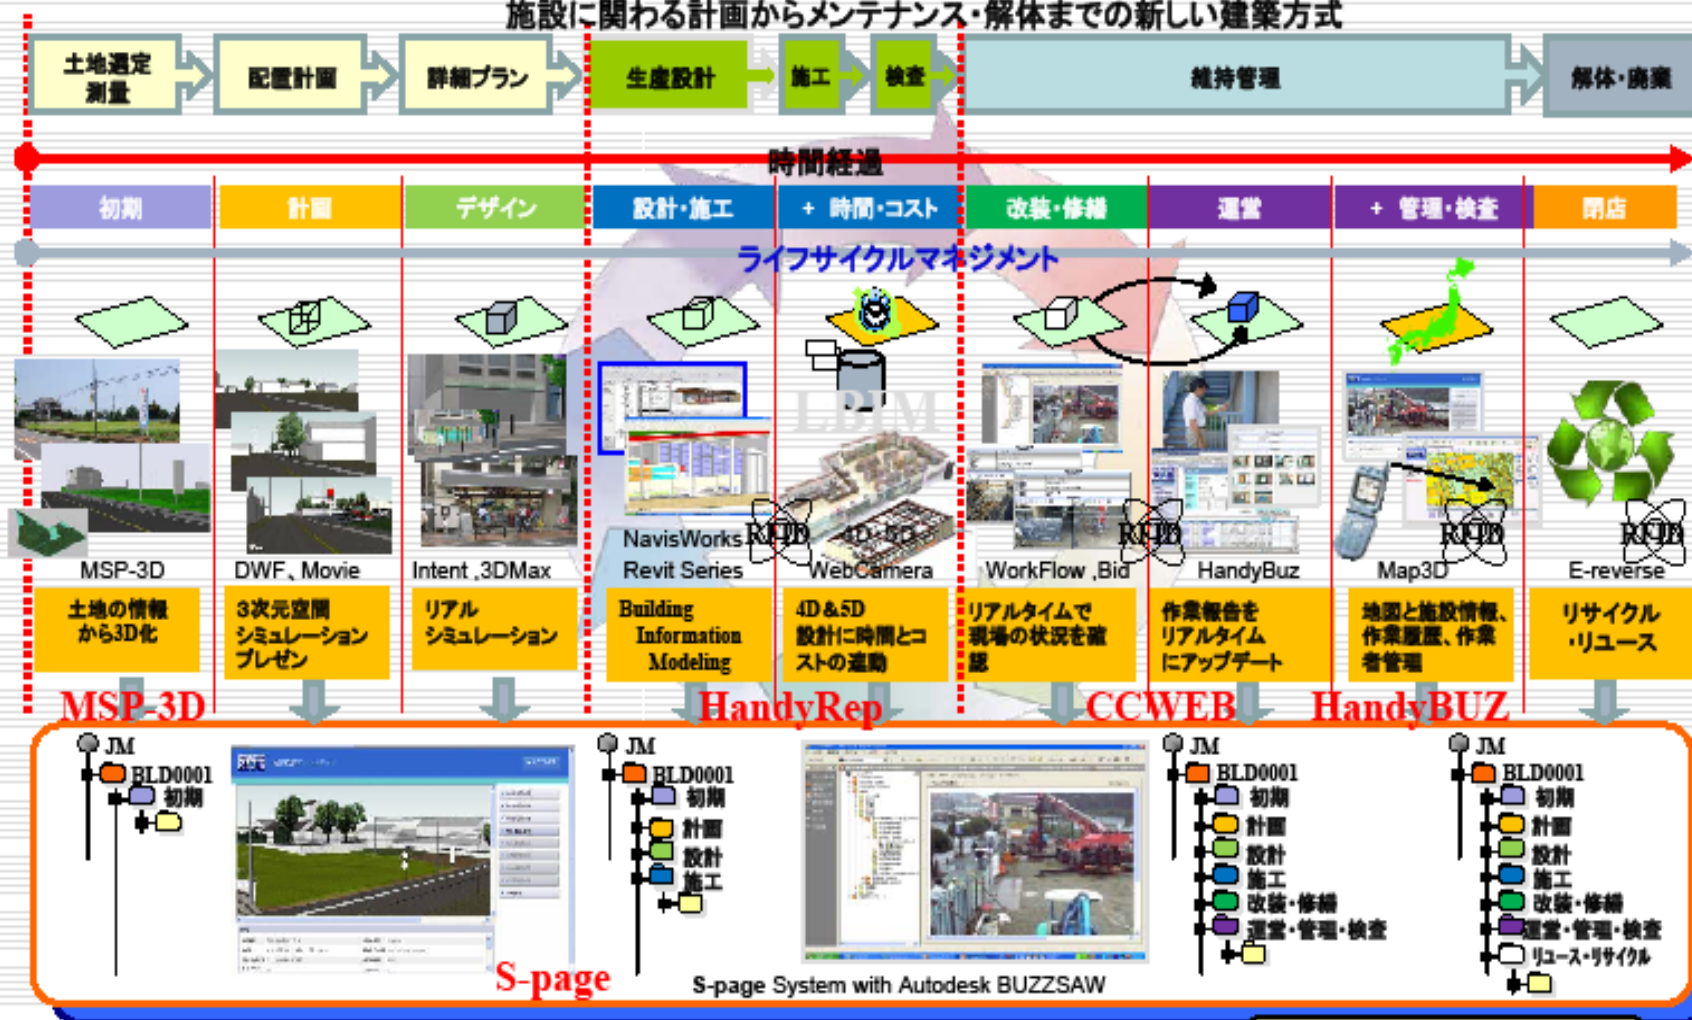 施設に関わる計画からメンテナンス・解体までの新しい建築方式
土地選定
測量
配置計画
詳細プラン
生産設計
施工
検査
維持管理
解体・廃棄
時間経過
初期
計画
デザイン
設計・施工
+ 時間・コスト
改装・修繕
運営
+ 管理・検査
閉店
ライフサイクルマネジメント
LBIM
4D・5D
RFID
RFID
RFID
RFID
MSP-3D
DWF、Movie
Intent ,3DMax
NavisWorks
Revit Series
WebCamera
WorkFlow ,Bid
HandyBuz
Map3D
E-reverse
土地の情報
から3D化
3次元空間
シミュレーション
プレゼン
リアル
シミュレーション
Building
Information
Modeling
4D&5D
設計に時間とコ
ストの連動
リアルタイムで
現場の状況を確
認
作業報告を
リアルタイム
にアップデート
地図と施設情報、
作業履歴、作業
者管理
リサイクル
・リユース
MSP-3D
HandyRep
CCWEB
HandyBUZ
JM
BLD0001
初期
JM
BLD0001
初期
計画
設計
施工
JM
BLD0001
初期
計画
設計
施工
改装・修繕
運営・管理・検査
JM
BLD0001
初期
計画
設計
施工
改装・修繕
運営・管理・検査
リユース・リサイクル
S-page
S-page System with Autodesk BUZZSAW